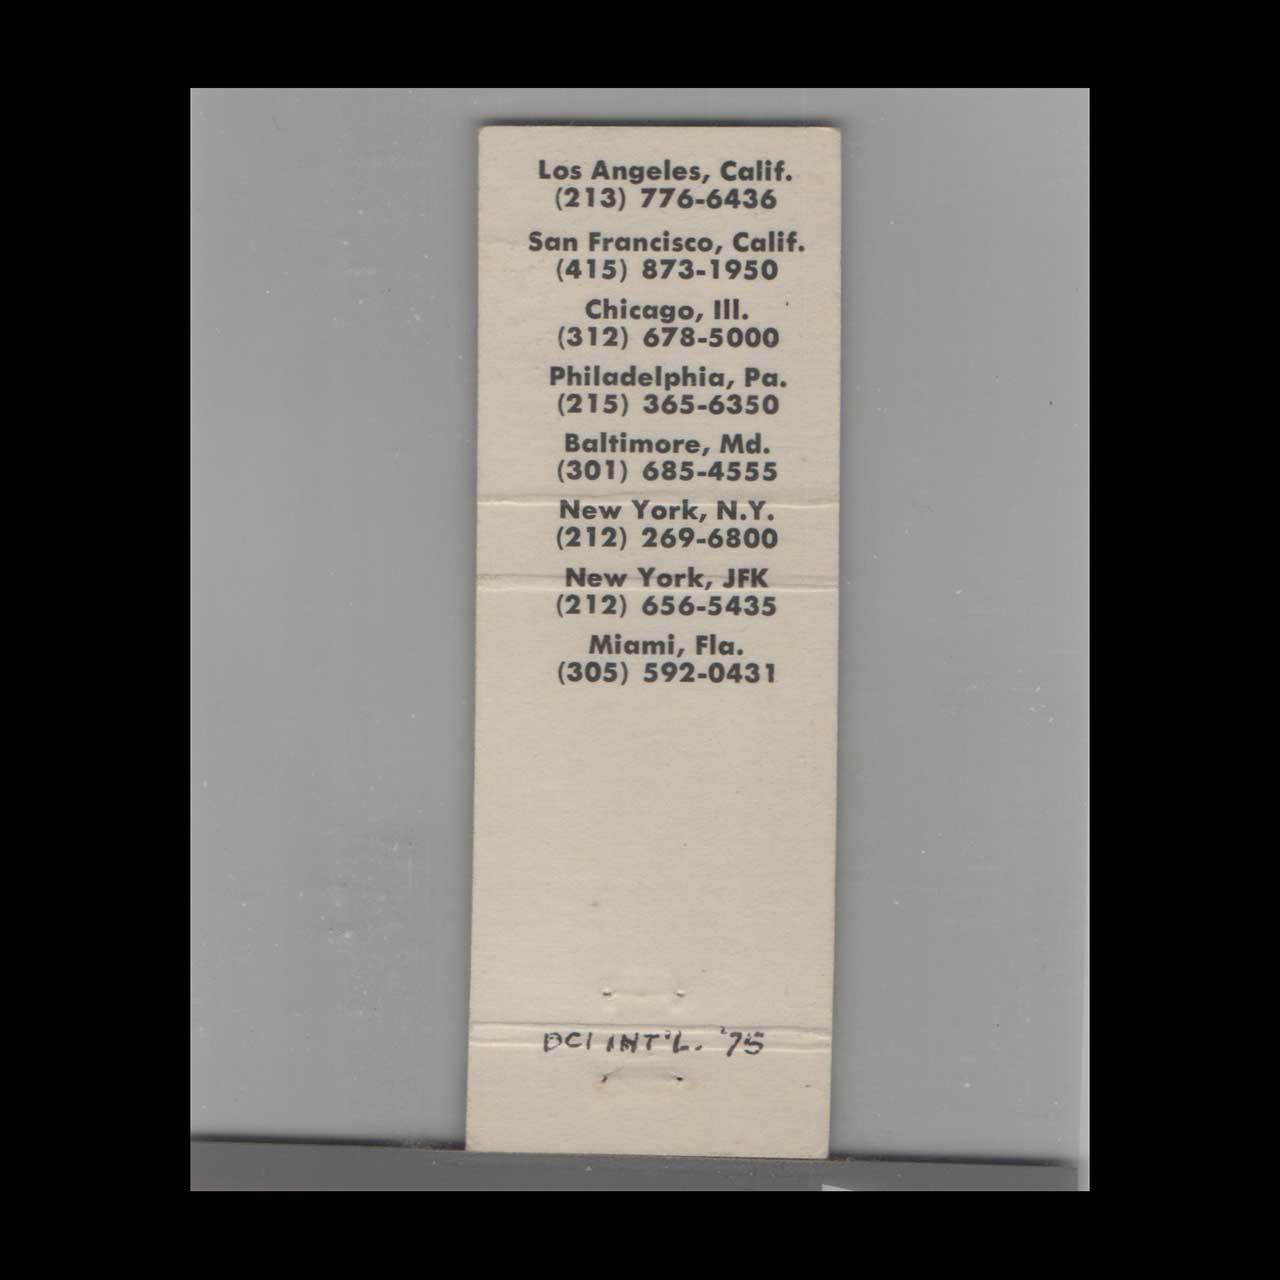 Los Angeles, Calif.
(213) 776-6436
San Francisco, Calif.
(415) 873-1950
Chicago, Ill.
(312) 678-5000
Philadelphia, Pa.
(215) 365-6350
Baltimore, Md.
(301) 685-4555
New York, N.Y.
(212) 269-6800
New York, JFK
(212) 656-5435
Miami, Fla.
(305) 592-0431
DCI INT'L. '75